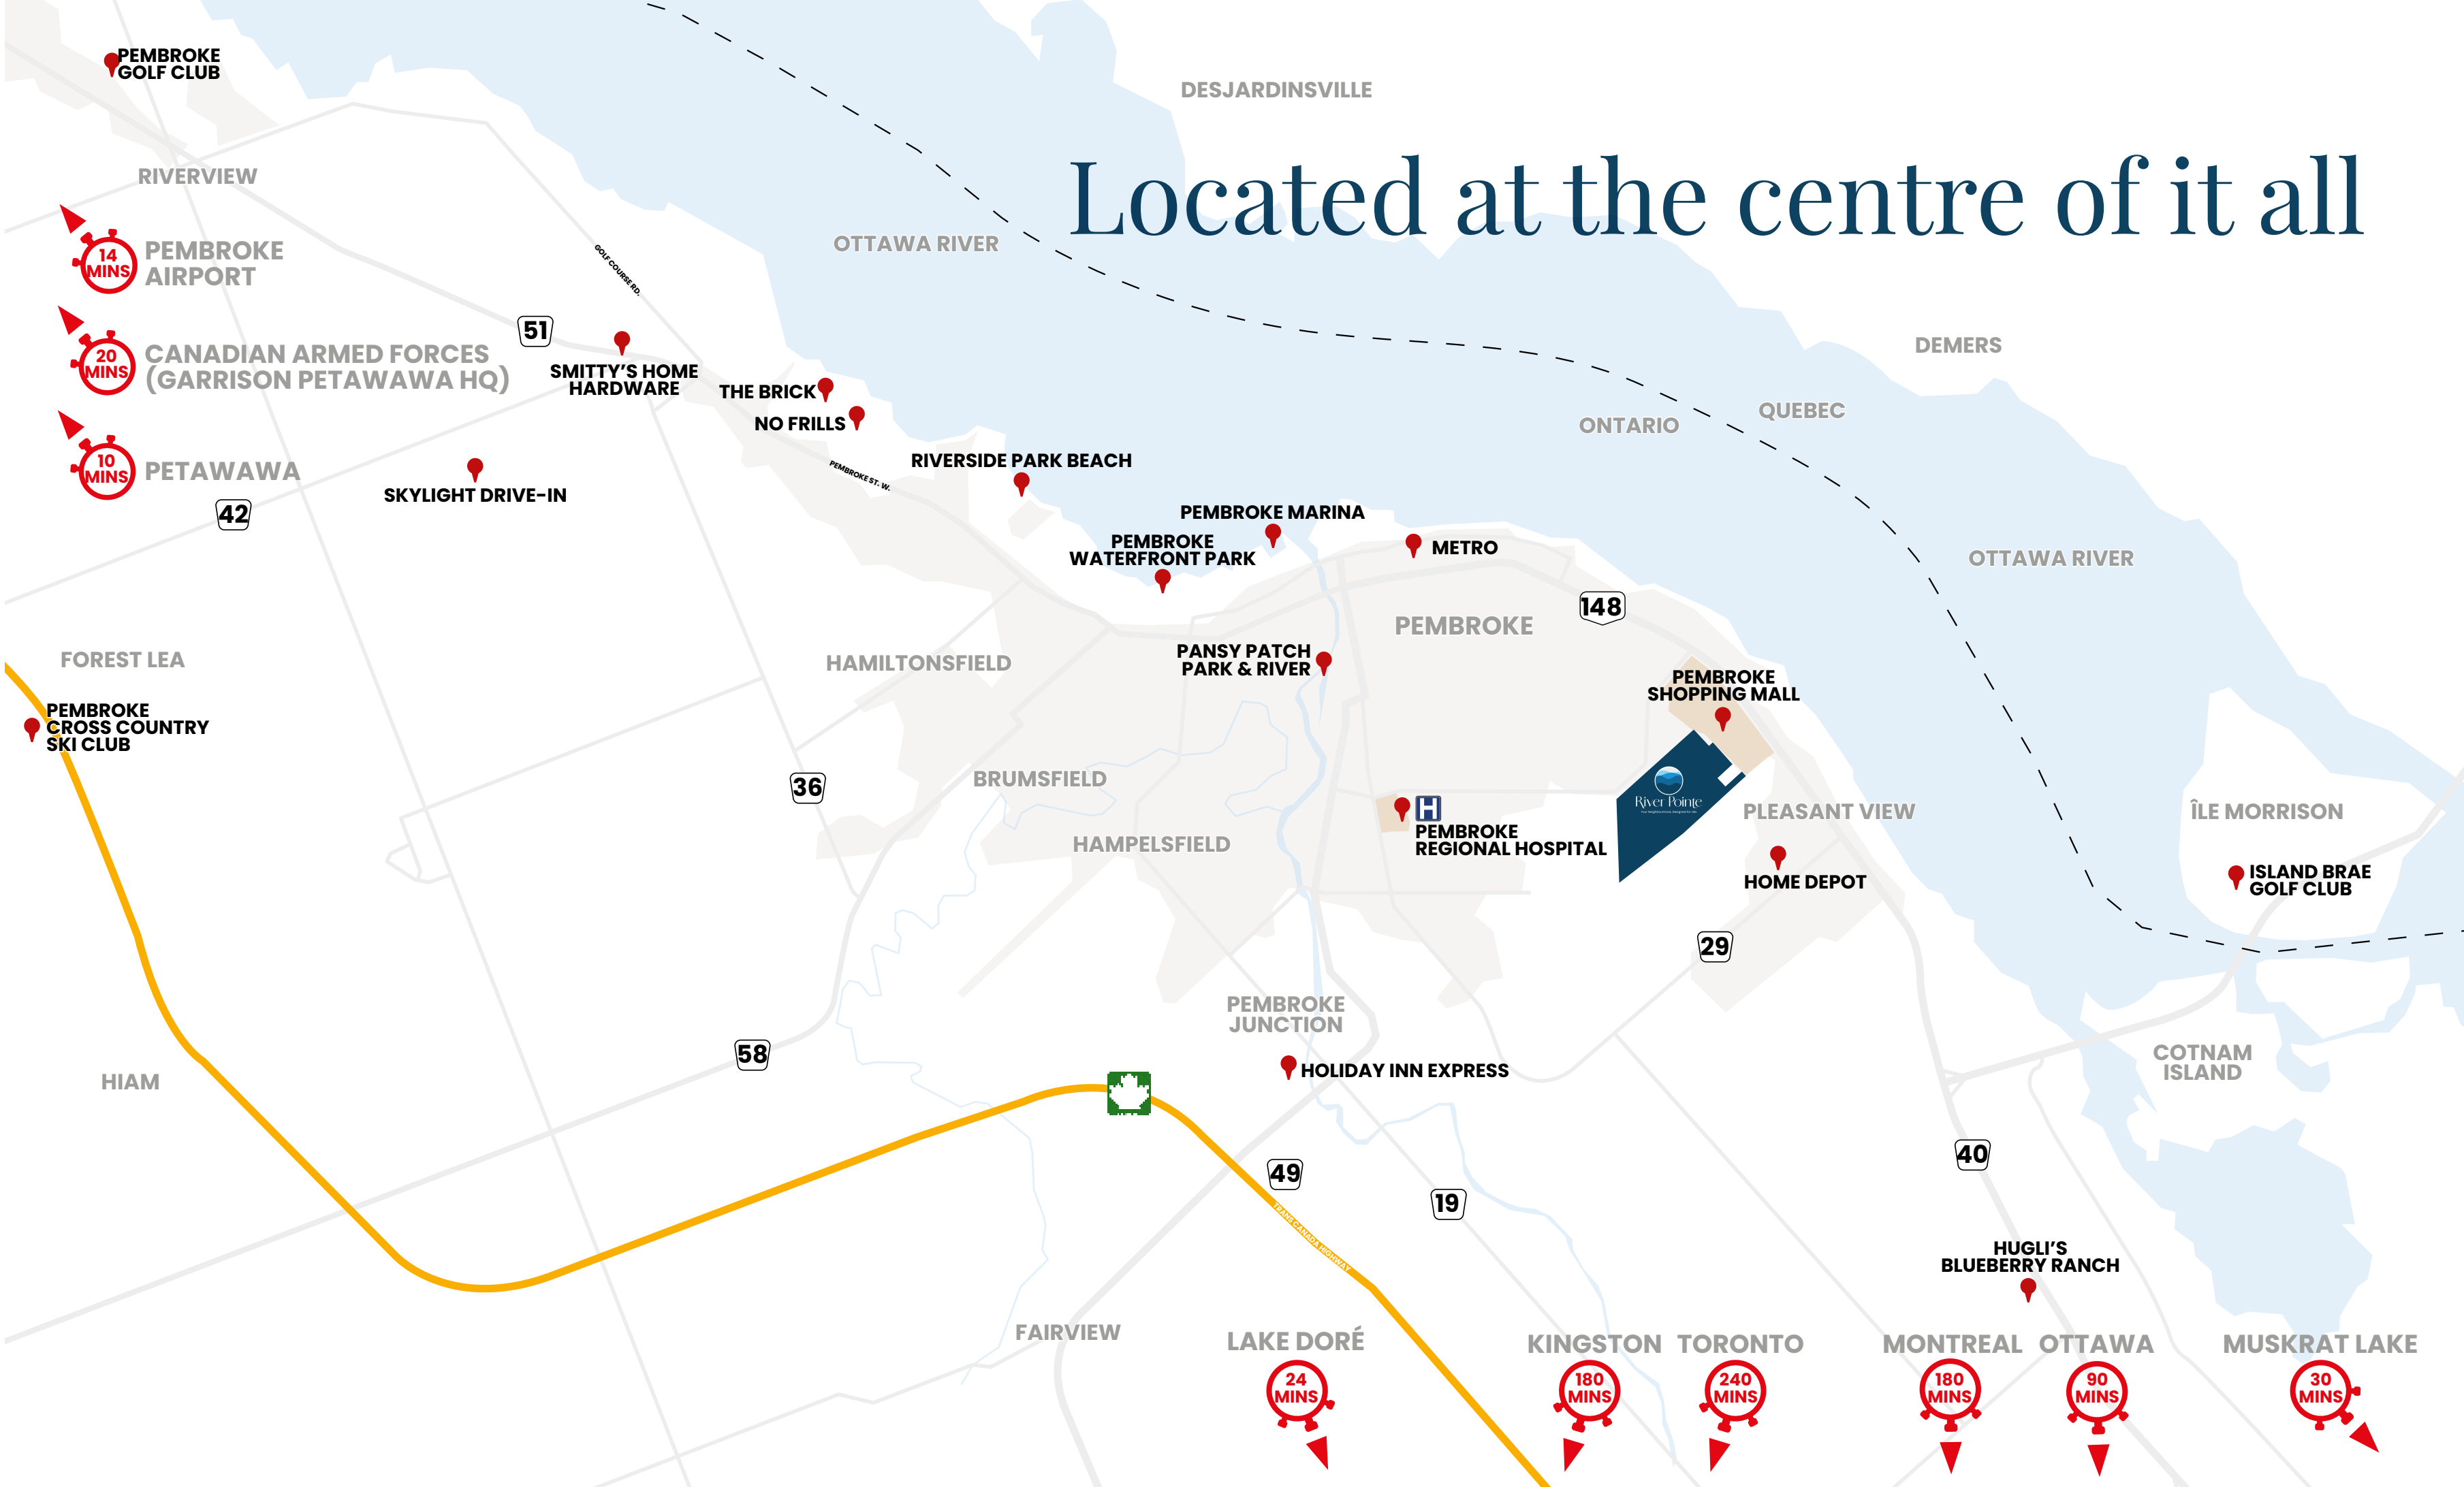 PEMBROKE
GOLF CLUB
DESJARDINSVILLE
Located at the centre of it all
RIVERVIEW
OTTAWA RIVER
14
MINS
PEMBROKE
AIRPORT
GOLF COURSE RD.
51
20
MINS
CANADIAN ARMED FORCES
(GARRISON PETAWAWA HQ)
SMITTY'S HOME
HARDWARE
THE BRICK
NO FRILLS
DEMERS
QUEBEC
ONTARIO
10
MINS
PETAWAWA
SKYLIGHT DRIVE-IN
PEMBROKE ST. W.
RIVERSIDE PARK BEACH
42
PEMBROKE MARINA
PEMBROKE
WATERFRONT PARK
METRO
OTTAWA RIVER
148
PEMBROKE
FOREST LEA
HAMILTONSFIELD
PANSY PATCH
PARK & RIVER
PEMBROKE
SHOPPING MALL
PEMBROKE
CROSS COUNTRY
SKI CLUB
36
BRUMSFIELD
River Pointe
H
PEMBROKE
REGIONAL HOSPITAL
PLEASANT VIEW
ÎLE MORRISON
HAMPELSFIELD
HOME DEPOT
ISLAND BRAE
GOLF CLUB
29
PEMBROKE
JUNCTION
58
HOLIDAY INN EXPRESS
HIAM
COTNAM
ISLAND
49
19
40
TRANS CANADA HIGHWAY
HUGLI'S
BLUEBERRY RANCH
FAIRVIEW
LAKE DORÉ
24
MINS
KINGSTON
180
MINS
TORONTO
240
MINS
MONTREAL
180
MINS
OTTAWA
90
MINS
MUSKRAT LAKE
30
MINS